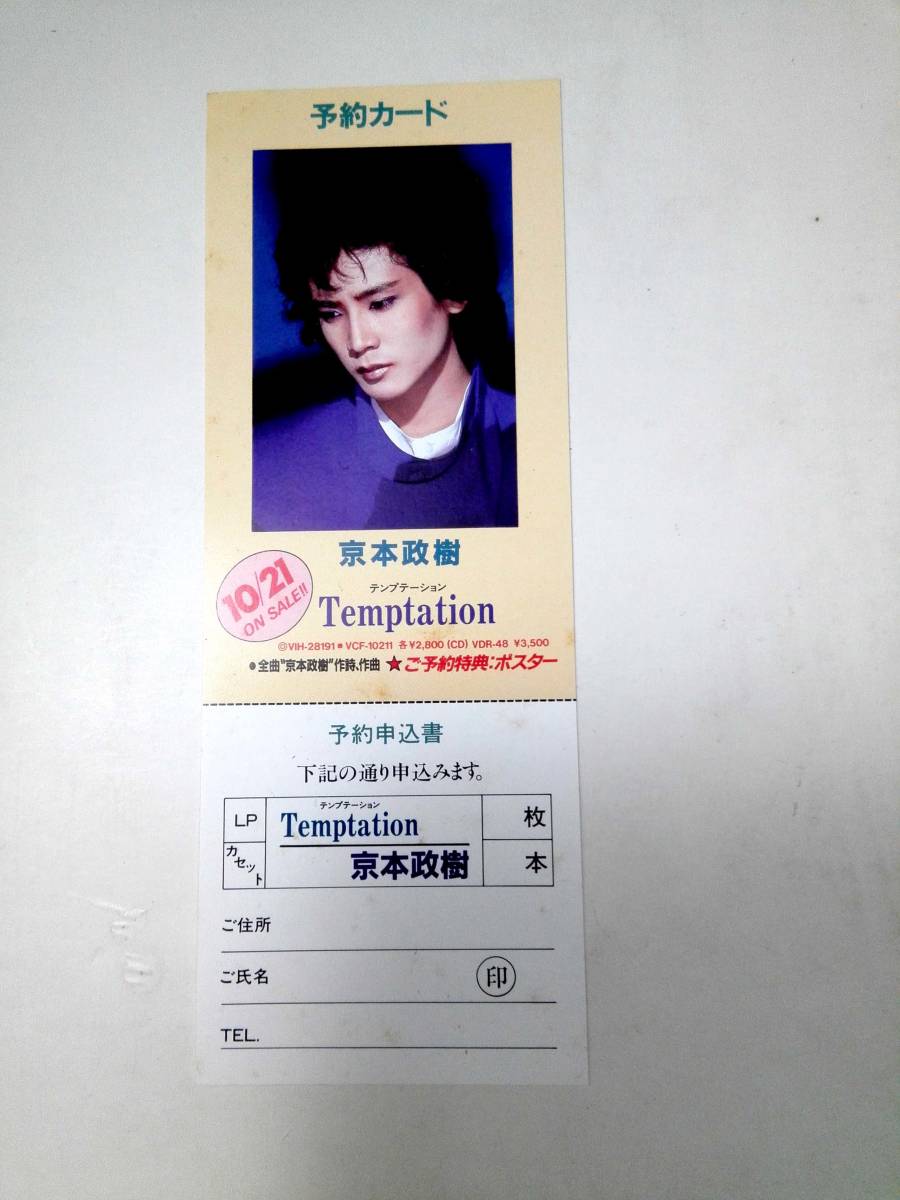 予約カード
京本政樹
10/21
ON SALE!!
テンプテーション
Temptation
◎VIH-28191●VCF-10211 各¥2,800 (CD) VDR-48 ¥3,500
●全曲"京本政樹"作詩、作曲 ★ご予約特典:ポスター
予約申込書
下記の通り申込みます。
LP
カセット
テンプテーション
Temptation
京本政樹
枚
本
ご住所
ご氏名 印
TEL.